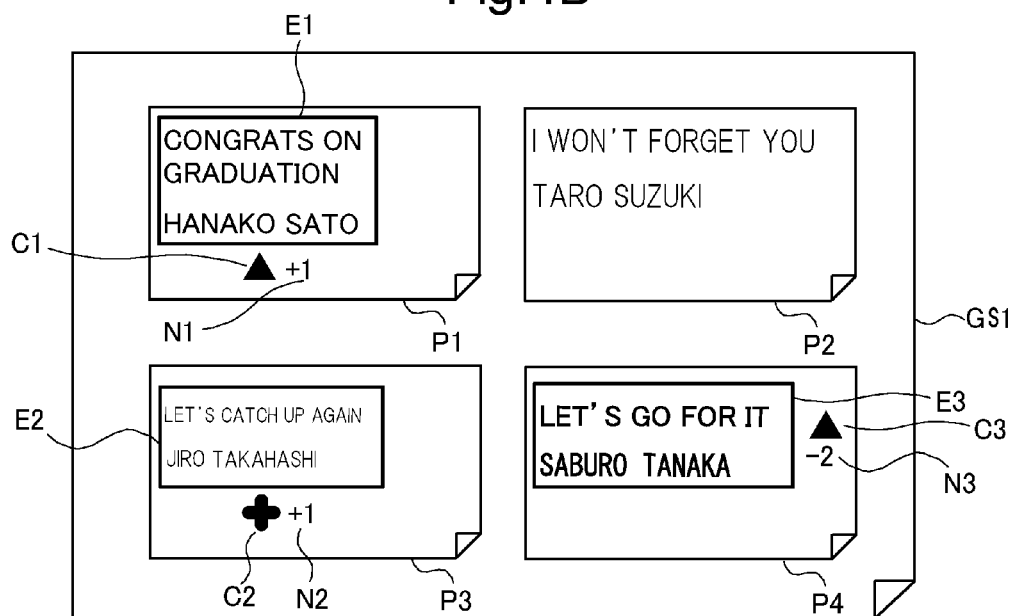 Fig.1B
E1
CONGRATS ON
GRADUATION
HANAKO SATO
C1
+1
N1
P1
I WON'T FORGET YOU
TARO SUZUKI
P2
GS1
E2
LET'S CATCH UP AGAIN
JIRO TAKAHASHI
+1
C2
N2
P3
LET'S GO FOR IT
SABURO TANAKA
-2
E3
C3
N3
P4